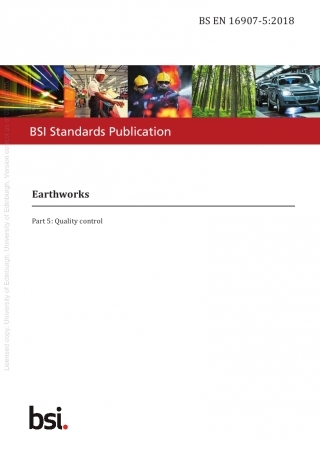 BS EN 16907-5:2018
BSI Standards Publication
Earthworks
Part 5: Quality control
bsi.
Licensed copy: University of Edinburgh, University of Edinburgh, Version